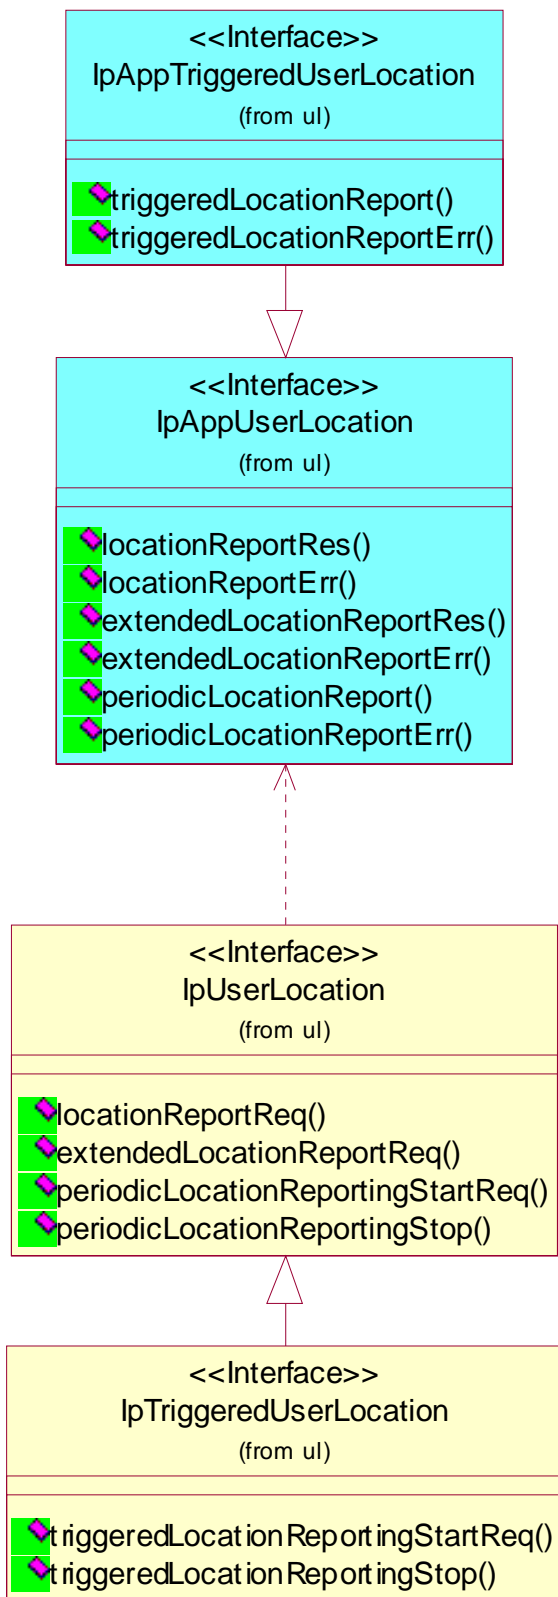 <<Interface>>
IpAppTriggeredUserLocation
(from ul)
triggeredLocationReport()
triggeredLocationReportErr()
<<Interface>>
IpAppUserLocation
(from ul)
locationReportRes()
locationReportErr()
extendedLocationReportRes()
extendedLocationReportErr()
periodicLocationReport()
periodicLocationReportErr()
<<Interface>>
IpUserLocation
(from ul)
locationReportReq()
extendedLocationReportReq()
periodicLocationReportingStartReq()
periodicLocationReportingStop()
<<Interface>>
IpTriggeredUserLocation
(from ul)
triggeredLocationReportingStartReq()
triggeredLocationReportingStop()